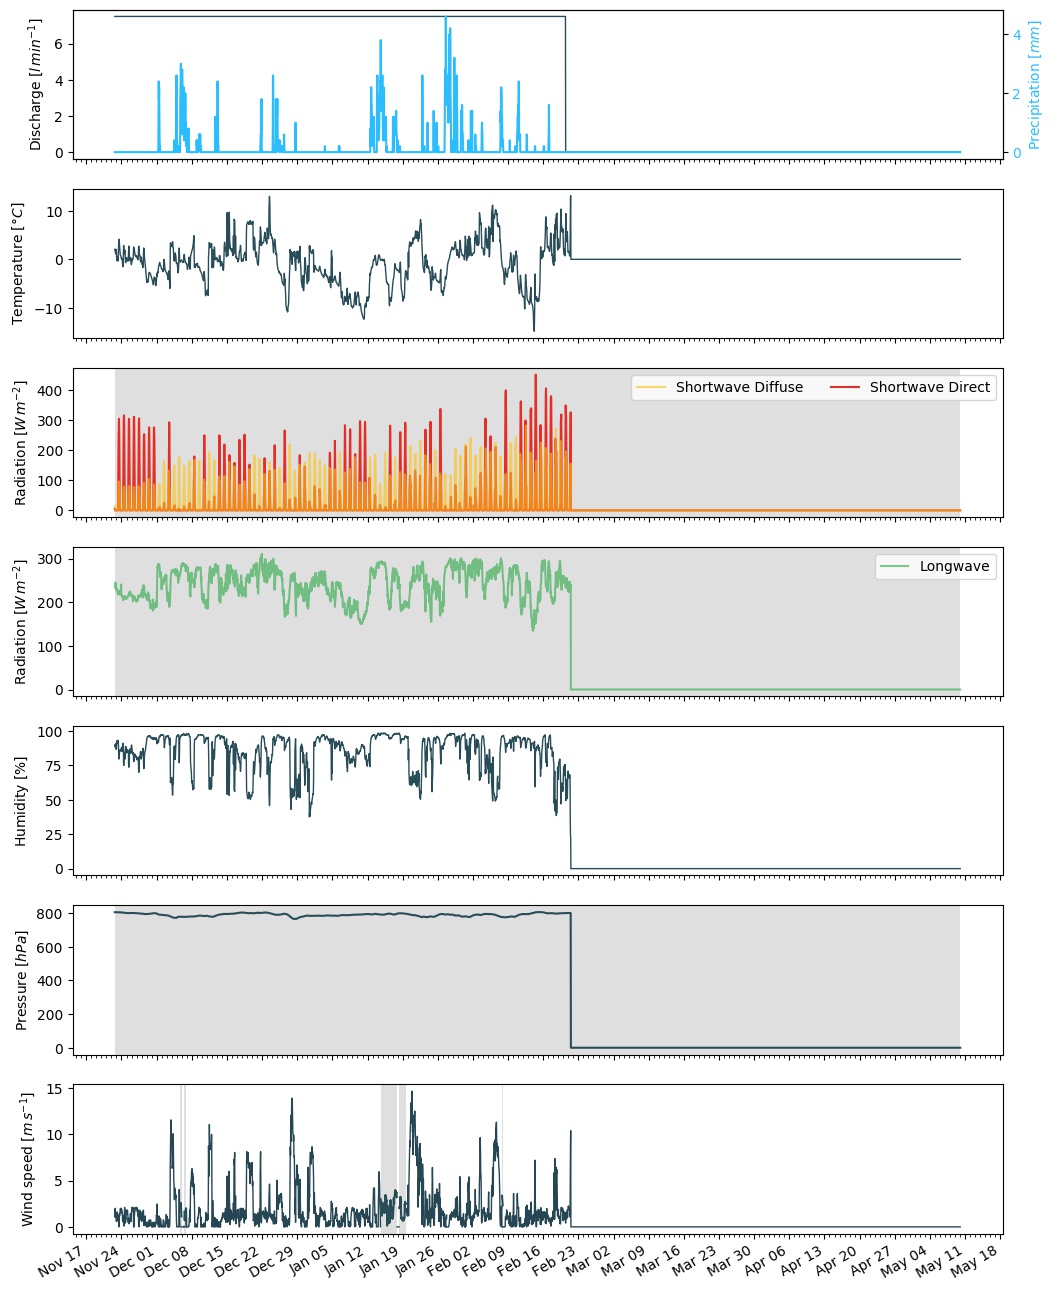 Discharge [l min⁻¹]
6
4
2
0
Precipitation [mm]
4
2
0
Temperature [°C]
10
0
−10
Radiation [W m⁻²]
400
300
200
100
0
Shortwave Diffuse
Shortwave Direct
Radiation [W m⁻²]
300
200
100
0
Longwave
Humidity [%]
100
75
50
25
0
Pressure [hPa]
800
600
400
200
0
Wind speed [m s⁻¹]
15
10
5
0
Nov 17
Nov 24
Dec 01
Dec 08
Dec 15
Dec 22
Dec 29
Jan 05
Jan 12
Jan 19
Jan 26
Feb 02
Feb 09
Feb 16
Feb 23
Mar 02
Mar 09
Mar 16
Mar 23
Mar 30
Apr 06
Apr 13
Apr 20
Apr 27
May 04
May 11
May 18